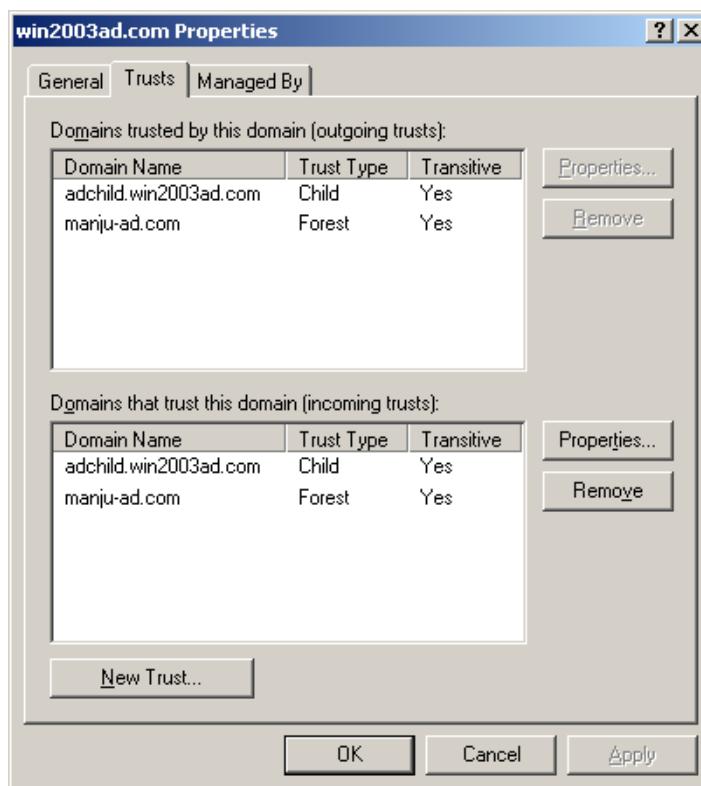 win2003ad.com Properties
General Trusts Managed By
Domains trusted by this domain (outgoing trusts):
Domain Name Trust Type Transitive
adchild.win2003ad.com Child Yes
manju-ad.com Forest Yes
Properties...
Remove
Domains that trust this domain (incoming trusts):
Domain Name Trust Type Transitive
adchild.win2003ad.com Child Yes
manju-ad.com Forest Yes
Properties...
Remove
New Trust...
OK Cancel Apply